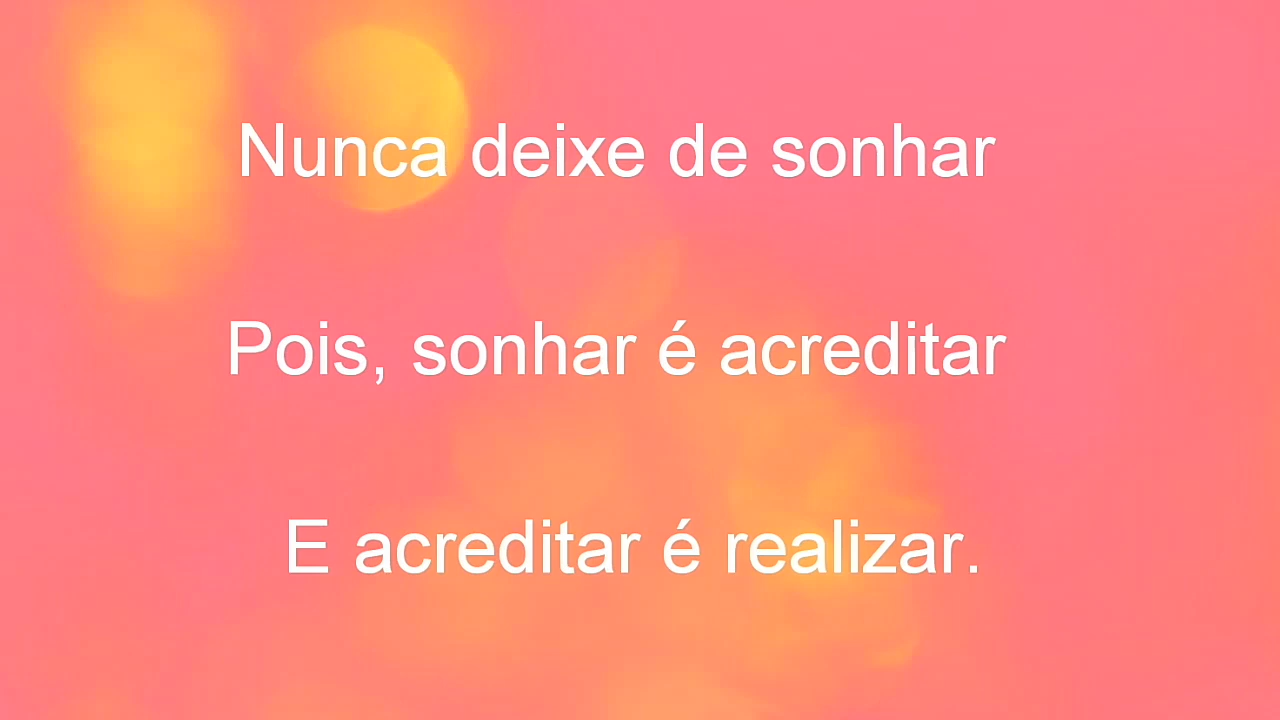 Nunca deixe de sonhar
Pois, sonhar é acreditar
E acreditar é realizar.